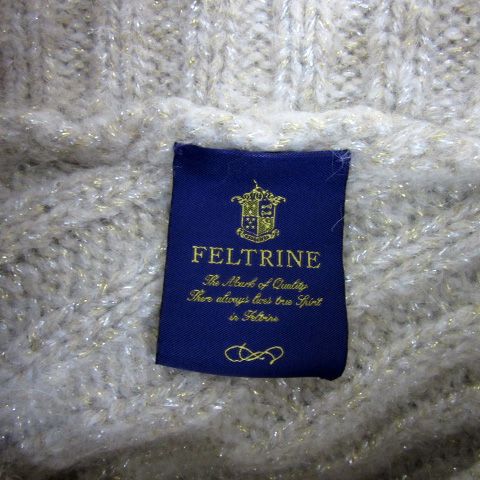 FELTRINE
The Mark of Quality
There always lives true Spirit
in Feltrine